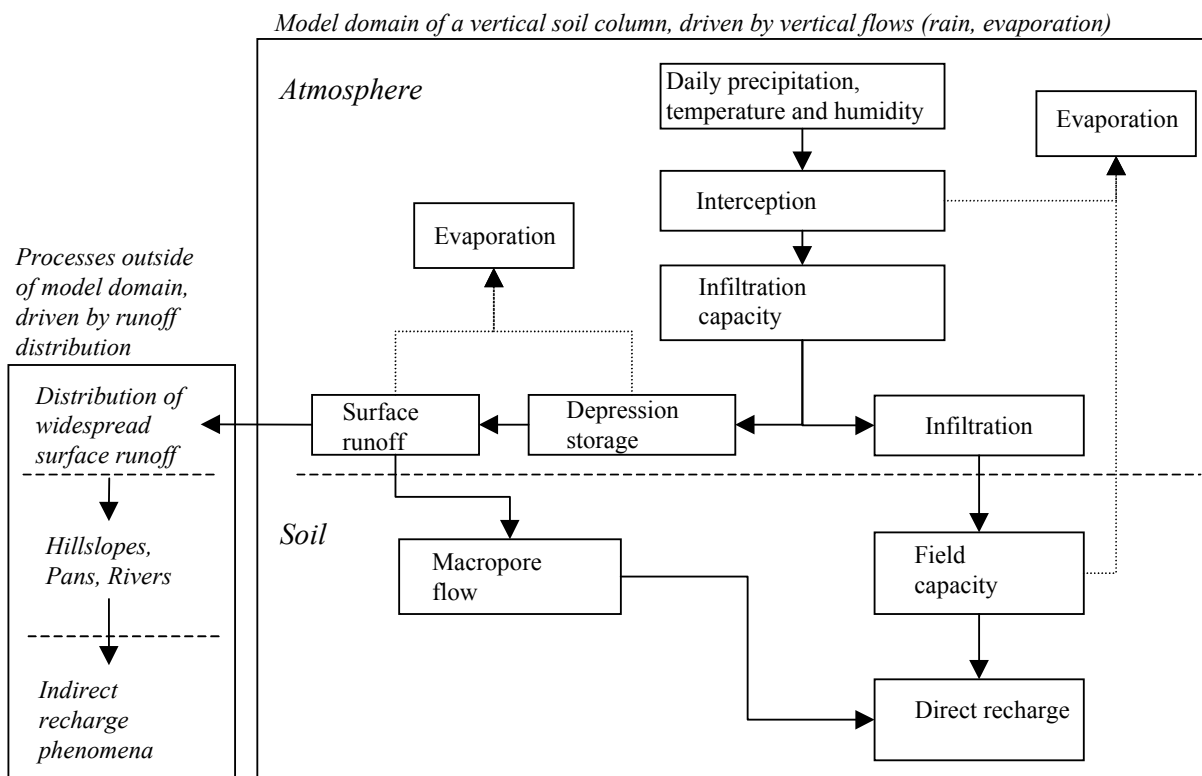 Model domain of a vertical soil column, driven by vertical flows (rain, evaporation)
Atmosphere
Daily precipitation,
temperature and humidity
Evaporation
Interception
Evaporation
Infiltration
capacity
Processes outside
of model domain,
driven by runoff
distribution
Distribution of
widespread
surface runoff
Surface
runoff
Depression
storage
Infiltration
Soil
Hillslopes,
Pans, Rivers
Macropore
flow
Field
capacity
Indirect
recharge
phenomena
Direct recharge